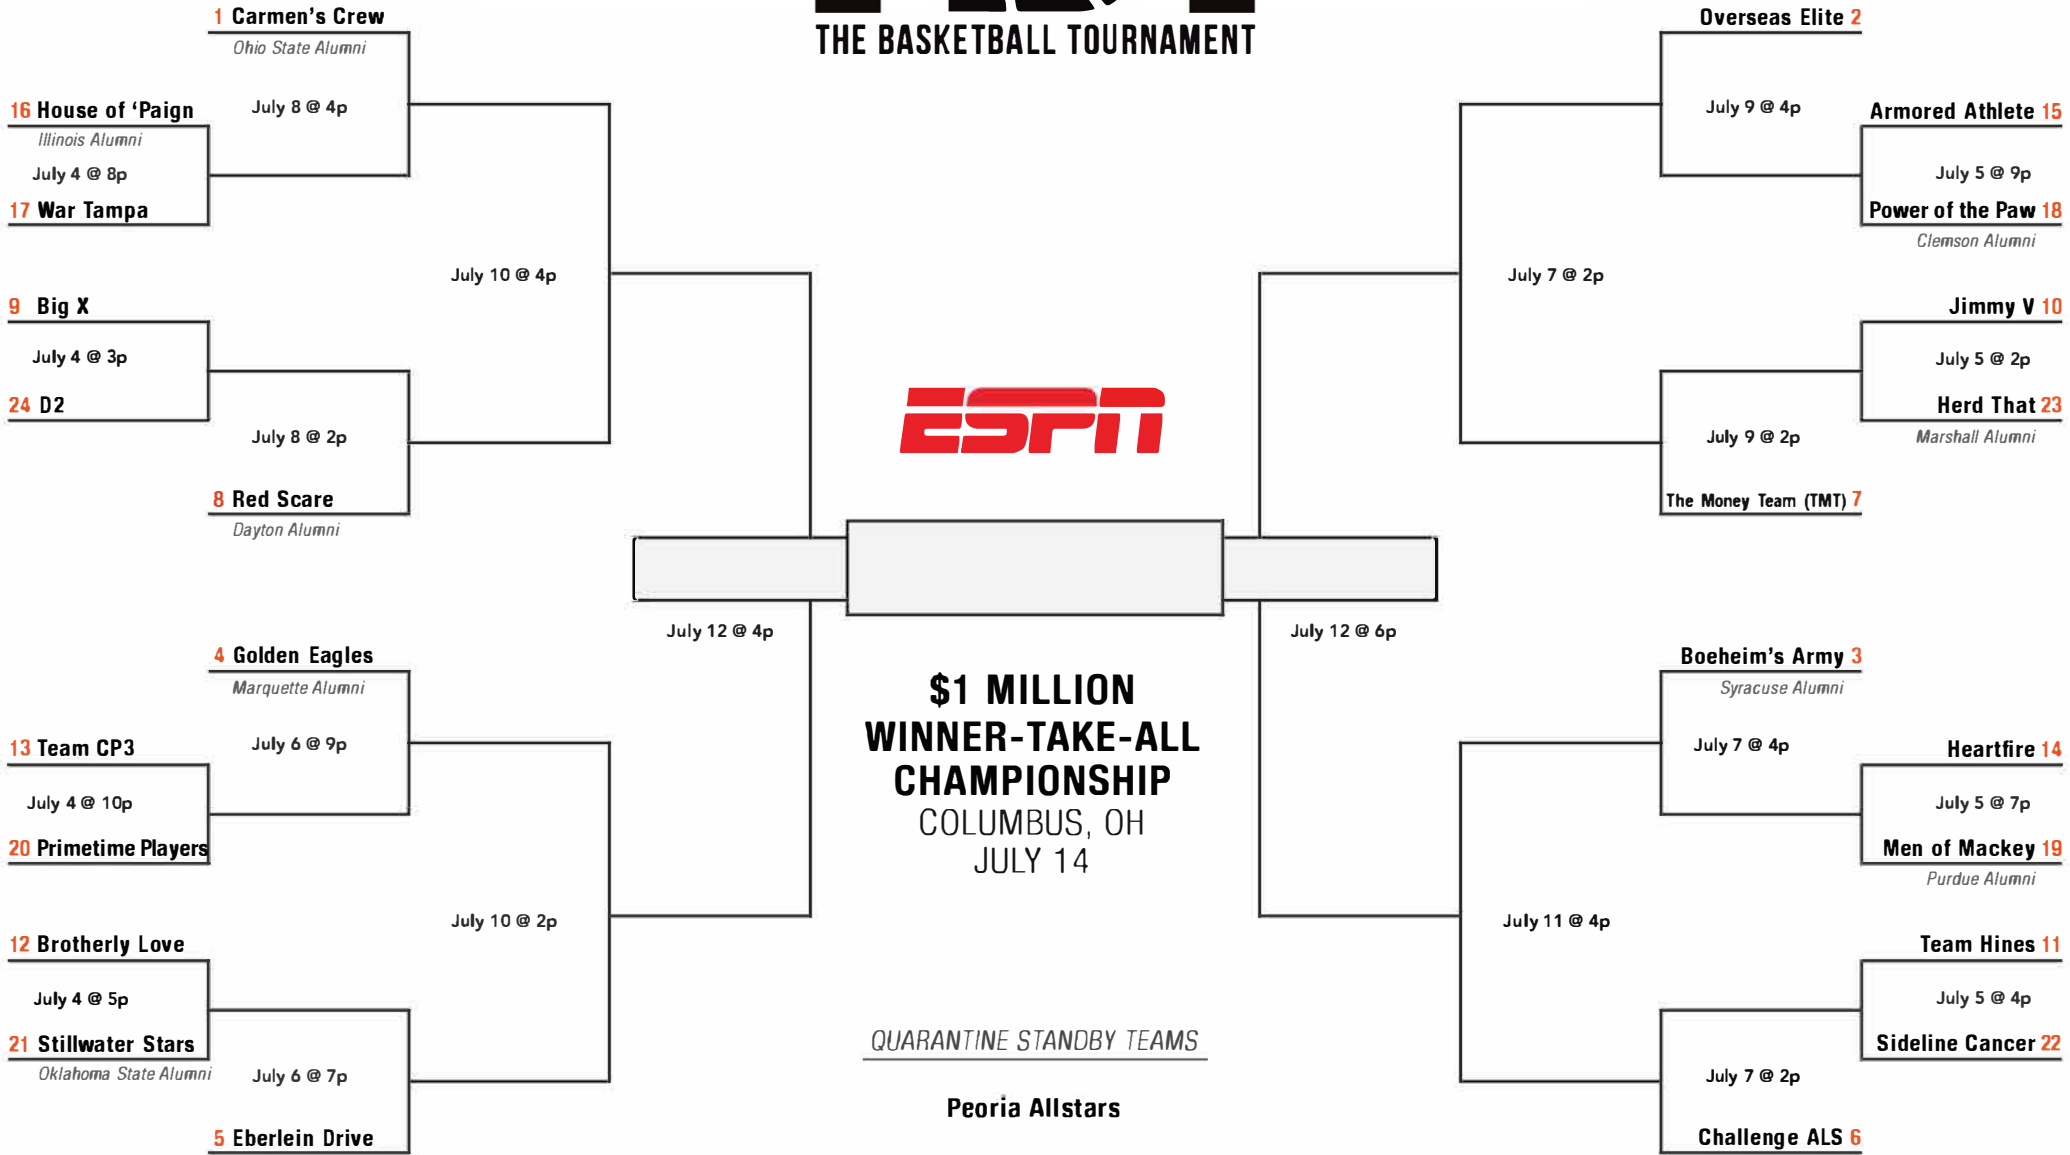 THE BASKETBALL TOURNAMENT
1 Carmen’s Crew
Ohio State Alumni
July 8 @ 4p
16 House of ‘Paign
Illinois Alumni
July 4 @ 8p
17 War Tampa
July 10 @ 4p
9 Big X
July 4 @ 3p
24 D2
July 8 @ 2p
8 Red Scare
Dayton Alumni
July 12 @ 4p
4 Golden Eagles
Marquette Alumni
July 6 @ 9p
13 Team CP3
July 4 @ 10p
20 Primetime Players
July 10 @ 2p
12 Brotherly Love
July 4 @ 5p
21 Stillwater Stars
Oklahoma State Alumni
July 6 @ 7p
5 Eberlein Drive
ESPN
$1 MILLION
WINNER-TAKE-ALL
CHAMPIONSHIP
COLUMBUS, OH
JULY 14
QUARANTINE STANDBY TEAMS
Peoria Allstars
Overseas Elite 2
July 9 @ 4p
Armored Athlete 15
July 5 @ 9p
Power of the Paw 18
Clemson Alumni
July 7 @ 2p
Jimmy V 10
July 5 @ 2p
Herd That 23
Marshall Alumni
July 9 @ 2p
The Money Team (TMT) 7
July 12 @ 6p
Boeheim’s Army 3
Syracuse Alumni
July 7 @ 4p
Heartfire 14
July 5 @ 7p
Men of Mackey 19
Purdue Alumni
July 11 @ 4p
Team Hines 11
July 5 @ 4p
Sideline Cancer 22
July 7 @ 2p
Challenge ALS 6